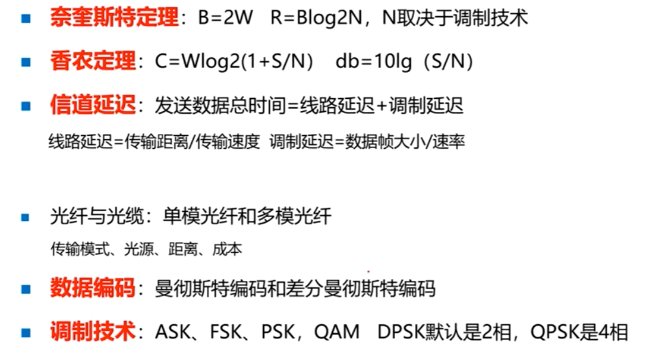 奈奎斯特定理：B=2W R=Blog2N，N取决于调制技术
香农定理：C=Wlog2(1+S/N） db=10lg（S/N）
信道延迟：发送数据总时间=线路延迟+调制延迟
线路延迟=传输距离/传输速度 调制延迟=数据帧大小/速率
光纤与光缆：单模光纤和多模光纤
传输模式、光源、距离、成本
数据编码：曼彻斯特编码和差分曼彻斯特编码
调制技术：ASK、FSK、PSK，QAM DPSK默认是2相，QPSK是4相